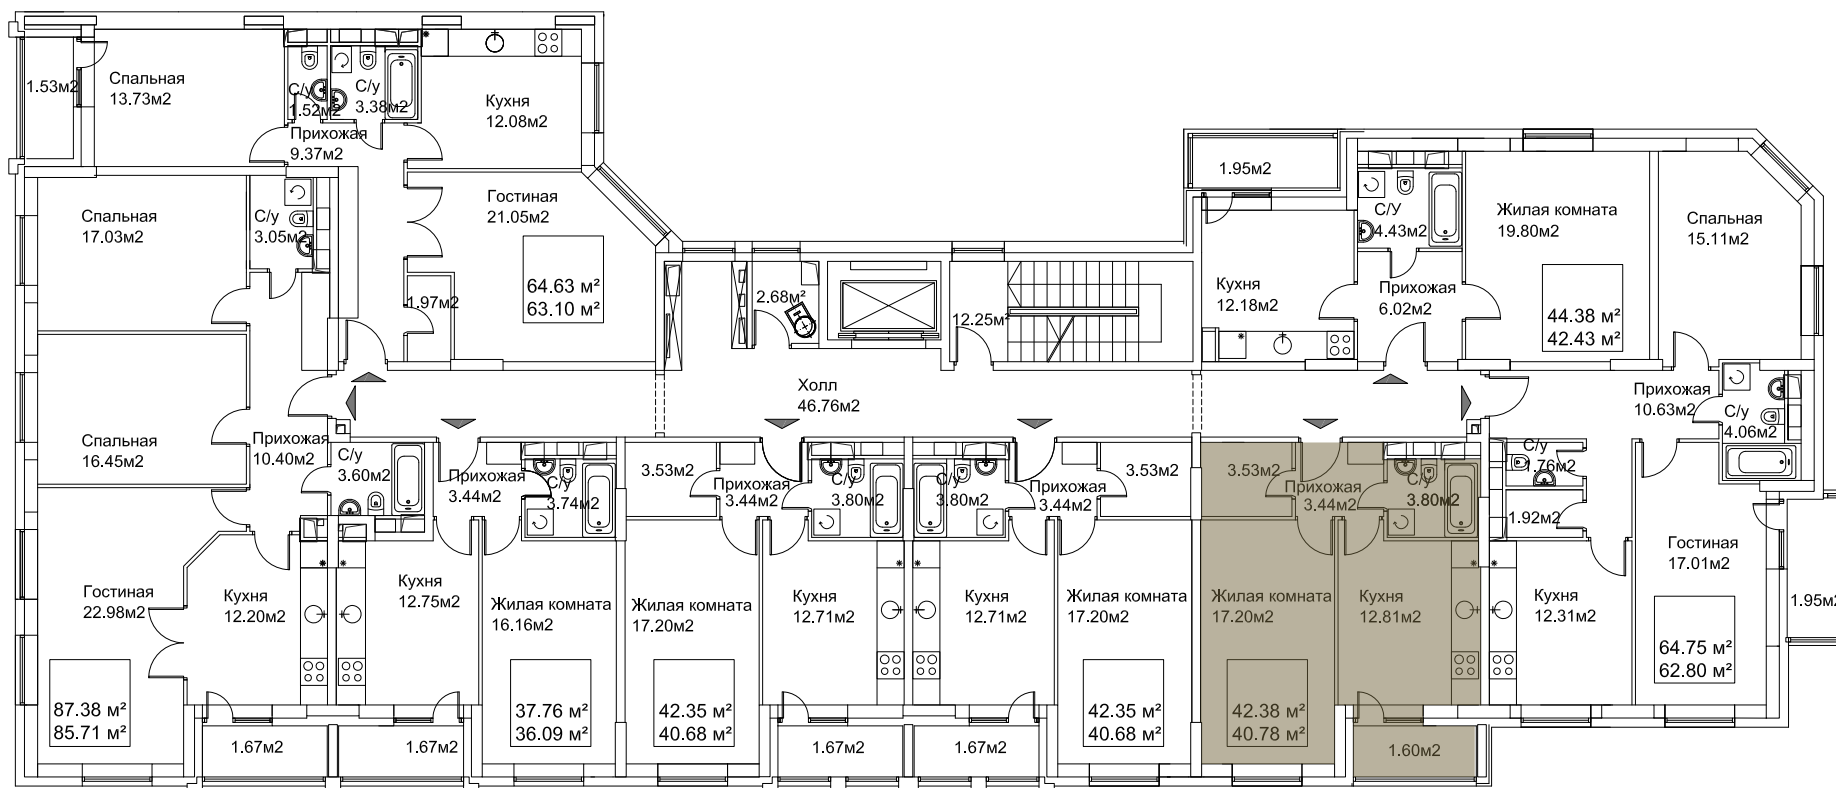 1.53м2
Спальная
13.73м2
С/у
1.52м2
С/у
3.38м2
Кухня
12.08м2
Прихожая
9.37м2
Спальная
17.03м2
С/у
3.05м2
Гостиная
21.05м2
64.63 м²
63.10 м²
1.97м2
2.68м²
12.25м²
1.95м2
Кухня
12.18м2
С/У
4.43м2
Прихожая
6.02м2
Жилая комната
19.80м2
44.38 м²
42.43 м²
Спальная
15.11м2
Холл
46.76м2
Прихожая
10.63м2
С/у
4.06м2
Спальная
16.45м2
Прихожая
10.40м2
С/у
3.60м2
Прихожая
3.44м2
С/у
3.74м2
3.53м2
Прихожая
3.44м2
С/у
3.80м2
С/у
3.80м2
Прихожая
3.44м2
3.53м2
3.53м2
Прихожая
3.44м2
С/у
3.80м2
С/у
1.76м2
1.92м2
Гостиная
17.01м2
Гостиная
22.98м2
Кухня
12.20м2
Кухня
12.75м2
Жилая комната
16.16м2
Жилая комната
17.20м2
Кухня
12.71м2
Кухня
12.71м2
Жилая комната
17.20м2
Жилая комната
17.20м2
Кухня
12.81м2
Кухня
12.31м2
1.95м2
64.75 м²
62.80 м²
87.38 м²
85.71 м²
37.76 м²
36.09 м²
42.35 м²
40.68 м²
42.35 м²
40.68 м²
42.38 м²
40.78 м²
1.67м2
1.67м2
1.67м2
1.67м2
1.60м2